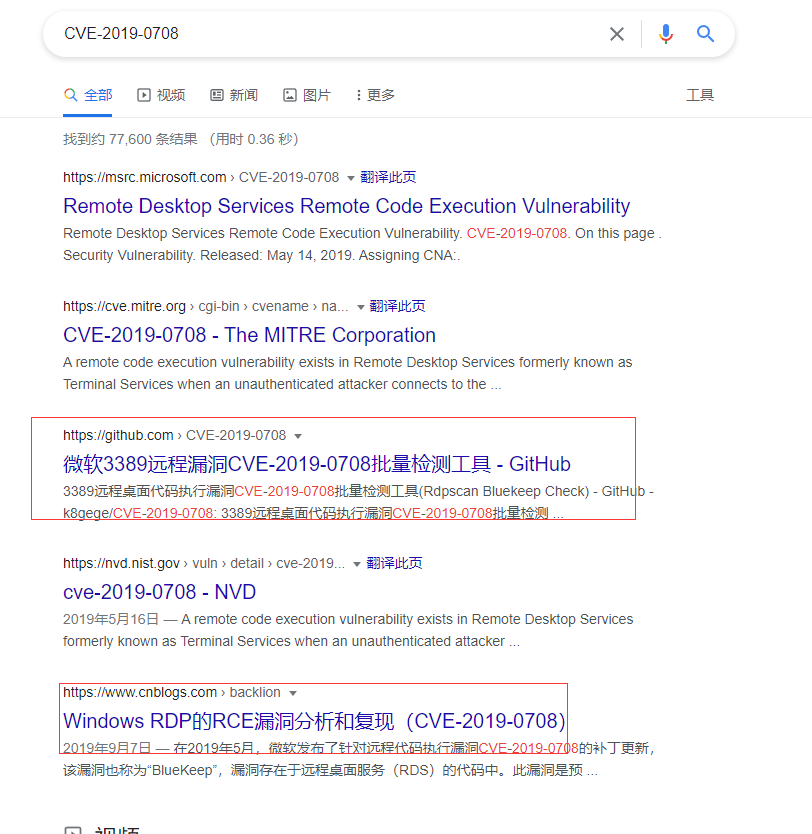 CVE-2019-0708
全部 视频 新闻 图片 更多 工具
找到约 77,600 条结果 （用时 0.36 秒）
https://msrc.microsoft.com › CVE-2019-0708 翻译此页
Remote Desktop Services Remote Code Execution Vulnerability
Remote Desktop Services Remote Code Execution Vulnerability. CVE-2019-0708. On this page .
Security Vulnerability. Released: May 14, 2019. Assigning CNA:.
https://cve.mitre.org › cgi-bin › cvename › na... 翻译此页
CVE-2019-0708 - The MITRE Corporation
A remote code execution vulnerability exists in Remote Desktop Services formerly known as
Terminal Services when an unauthenticated attacker connects to the ...
https://github.com › CVE-2019-0708
微软3389远程漏洞CVE-2019-0708批量检测工具 - GitHub
3389远程桌面代码执行漏洞CVE-2019-0708批量检测工具(Rdpscan Bluekeep Check) - GitHub -
k8gege/CVE-2019-0708: 3389远程桌面代码执行漏洞CVE-2019-0708批量检测 ...
https://nvd.nist.gov › vuln › detail › cve-2019... 翻译此页
cve-2019-0708 - NVD
2019年5月16日 — A remote code execution vulnerability exists in Remote Desktop Services
formerly known as Terminal Services when an unauthenticated attacker ...
https://www.cnblogs.com › backlion
Windows RDP的RCE漏洞分析和复现（CVE-2019-0708）
2019年9月7日 — 在2019年5月，微软发布了针对远程代码执行漏洞CVE-2019-0708的补丁更新，
该漏洞也称为“BlueKeep”，漏洞存在于远程桌面服务（RDS）的代码中。此漏洞是预 ...
视频